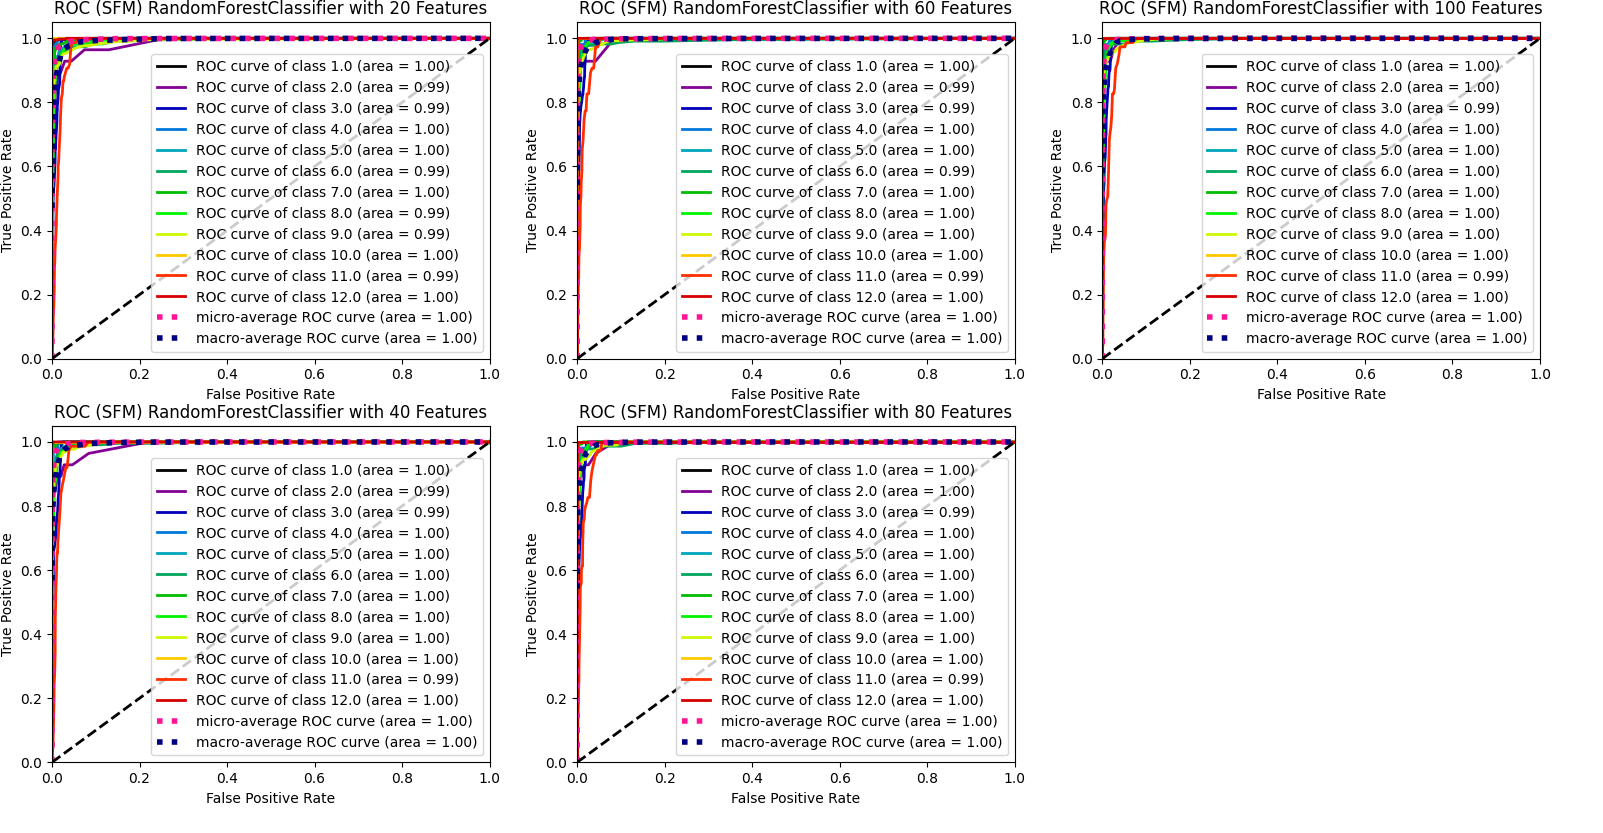 ROC (SFM) RandomForestClassifier with 20 Features
True Positive Rate
1.0
0.8
0.6
0.4
0.2
0.0
ROC curve of class 1.0 (area = 1.00)
ROC curve of class 2.0 (area = 0.99)
ROC curve of class 3.0 (area = 0.99)
ROC curve of class 4.0 (area = 1.00)
ROC curve of class 5.0 (area = 1.00)
ROC curve of class 6.0 (area = 0.99)
ROC curve of class 7.0 (area = 1.00)
ROC curve of class 8.0 (area = 0.99)
ROC curve of class 9.0 (area = 0.99)
ROC curve of class 10.0 (area = 1.00)
ROC curve of class 11.0 (area = 0.99)
ROC curve of class 12.0 (area = 1.00)
micro-average ROC curve (area = 1.00)
macro-average ROC curve (area = 1.00)
0.0 0.2 0.4 0.6 0.8 1.0
False Positive Rate
ROC (SFM) RandomForestClassifier with 60 Features
True Positive Rate
1.0
0.8
0.6
0.4
0.2
0.0
ROC curve of class 1.0 (area = 1.00)
ROC curve of class 2.0 (area = 0.99)
ROC curve of class 3.0 (area = 0.99)
ROC curve of class 4.0 (area = 1.00)
ROC curve of class 5.0 (area = 1.00)
ROC curve of class 6.0 (area = 0.99)
ROC curve of class 7.0 (area = 1.00)
ROC curve of class 8.0 (area = 1.00)
ROC curve of class 9.0 (area = 1.00)
ROC curve of class 10.0 (area = 1.00)
ROC curve of class 11.0 (area = 0.99)
ROC curve of class 12.0 (area = 1.00)
micro-average ROC curve (area = 1.00)
macro-average ROC curve (area = 1.00)
0.0 0.2 0.4 0.6 0.8 1.0
False Positive Rate
ROC (SFM) RandomForestClassifier with 100 Features
True Positive Rate
1.0
0.8
0.6
0.4
0.2
0.0
ROC curve of class 1.0 (area = 1.00)
ROC curve of class 2.0 (area = 1.00)
ROC curve of class 3.0 (area = 0.99)
ROC curve of class 4.0 (area = 1.00)
ROC curve of class 5.0 (area = 1.00)
ROC curve of class 6.0 (area = 1.00)
ROC curve of class 7.0 (area = 1.00)
ROC curve of class 8.0 (area = 1.00)
ROC curve of class 9.0 (area = 1.00)
ROC curve of class 10.0 (area = 1.00)
ROC curve of class 11.0 (area = 0.99)
ROC curve of class 12.0 (area = 1.00)
micro-average ROC curve (area = 1.00)
macro-average ROC curve (area = 1.00)
0.0 0.2 0.4 0.6 0.8 1.0
False Positive Rate
ROC (SFM) RandomForestClassifier with 40 Features
True Positive Rate
1.0
0.8
0.6
0.4
0.2
0.0
ROC curve of class 1.0 (area = 1.00)
ROC curve of class 2.0 (area = 0.99)
ROC curve of class 3.0 (area = 0.99)
ROC curve of class 4.0 (area = 1.00)
ROC curve of class 5.0 (area = 1.00)
ROC curve of class 6.0 (area = 1.00)
ROC curve of class 7.0 (area = 1.00)
ROC curve of class 8.0 (area = 1.00)
ROC curve of class 9.0 (area = 1.00)
ROC curve of class 10.0 (area = 1.00)
ROC curve of class 11.0 (area = 0.99)
ROC curve of class 12.0 (area = 1.00)
micro-average ROC curve (area = 1.00)
macro-average ROC curve (area = 1.00)
0.0 0.2 0.4 0.6 0.8 1.0
False Positive Rate
ROC (SFM) RandomForestClassifier with 80 Features
True Positive Rate
1.0
0.8
0.6
0.4
0.2
0.0
ROC curve of class 1.0 (area = 1.00)
ROC curve of class 2.0 (area = 1.00)
ROC curve of class 3.0 (area = 0.99)
ROC curve of class 4.0 (area = 1.00)
ROC curve of class 5.0 (area = 1.00)
ROC curve of class 6.0 (area = 1.00)
ROC curve of class 7.0 (area = 1.00)
ROC curve of class 8.0 (area = 1.00)
ROC curve of class 9.0 (area = 1.00)
ROC curve of class 10.0 (area = 1.00)
ROC curve of class 11.0 (area = 0.99)
ROC curve of class 12.0 (area = 1.00)
micro-average ROC curve (area = 1.00)
macro-average ROC curve (area = 1.00)
0.0 0.2 0.4 0.6 0.8 1.0
False Positive Rate